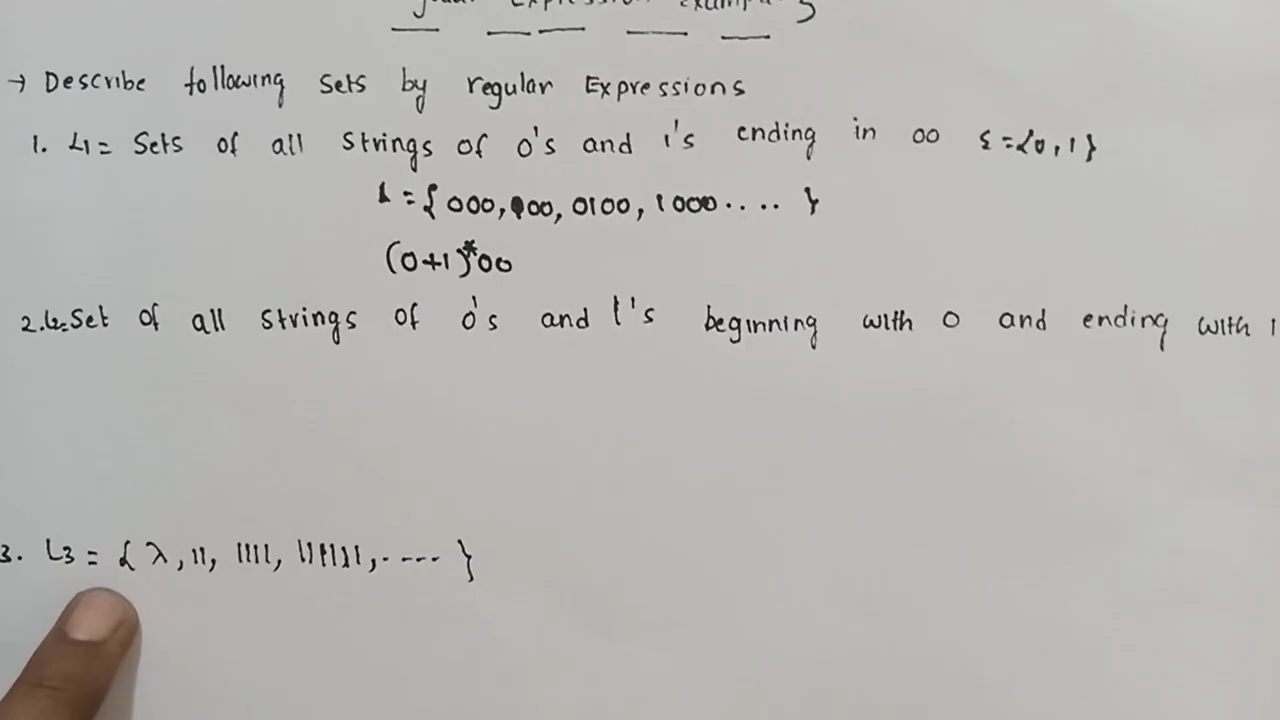 Expression
→ Describe following sets by regular Expressions
1. L1 = Sets of all strings of 0's and 1's ending in 00 Σ = {0,1}
L = {000, 100, 0100, 1000 .... }
(0+1)*00
2. L2 = Set of all strings of 0's and 1's beginning with 0 and ending with 1
3. L3 = {λ, 11, 1111, 111111, .---- }